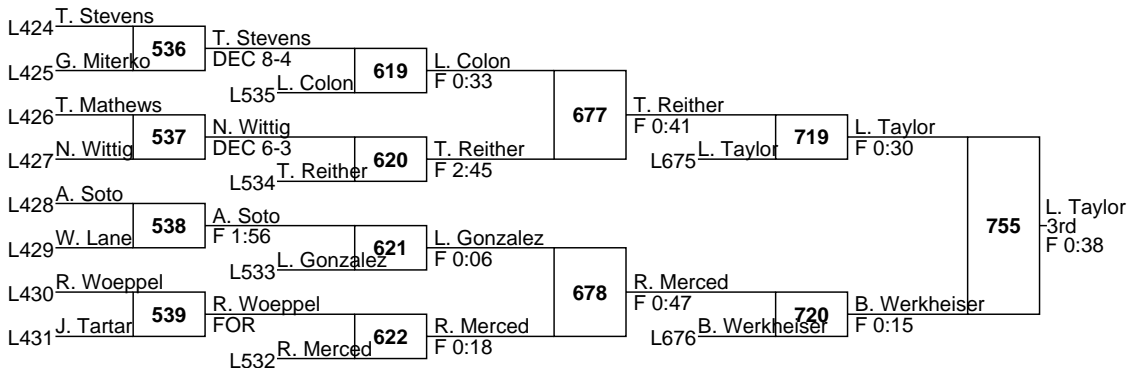 L424 T. Stevens
536
G. Miterko
L425
T. Stevens
DEC 8-4
619
L535 L. Colon
L. Colon
F 0:33
L426 T. Mathews
537
L427 N. Wittig
N. Wittig
DEC 6-3
620
L534 T. Reither
T. Reither
F 2:45
677
T. Reither
F 0:41
719
L675 L. Taylor
L. Taylor
F 0:30
L428 A. Soto
538
L429 W. Lane
A. Soto
F 1:56
621
L533 L. Gonzalez
L. Gonzalez
F 0:06
L430 R. Woeppel
539
L431 J. Tartar
R. Woeppel
FOR
622
L532 R. Merced
R. Merced
F 0:18
678
R. Merced
F 0:47
720
L676 B. Werkheiser
B. Werkheiser
F 0:15
755
L. Taylor
3rd
F 0:38